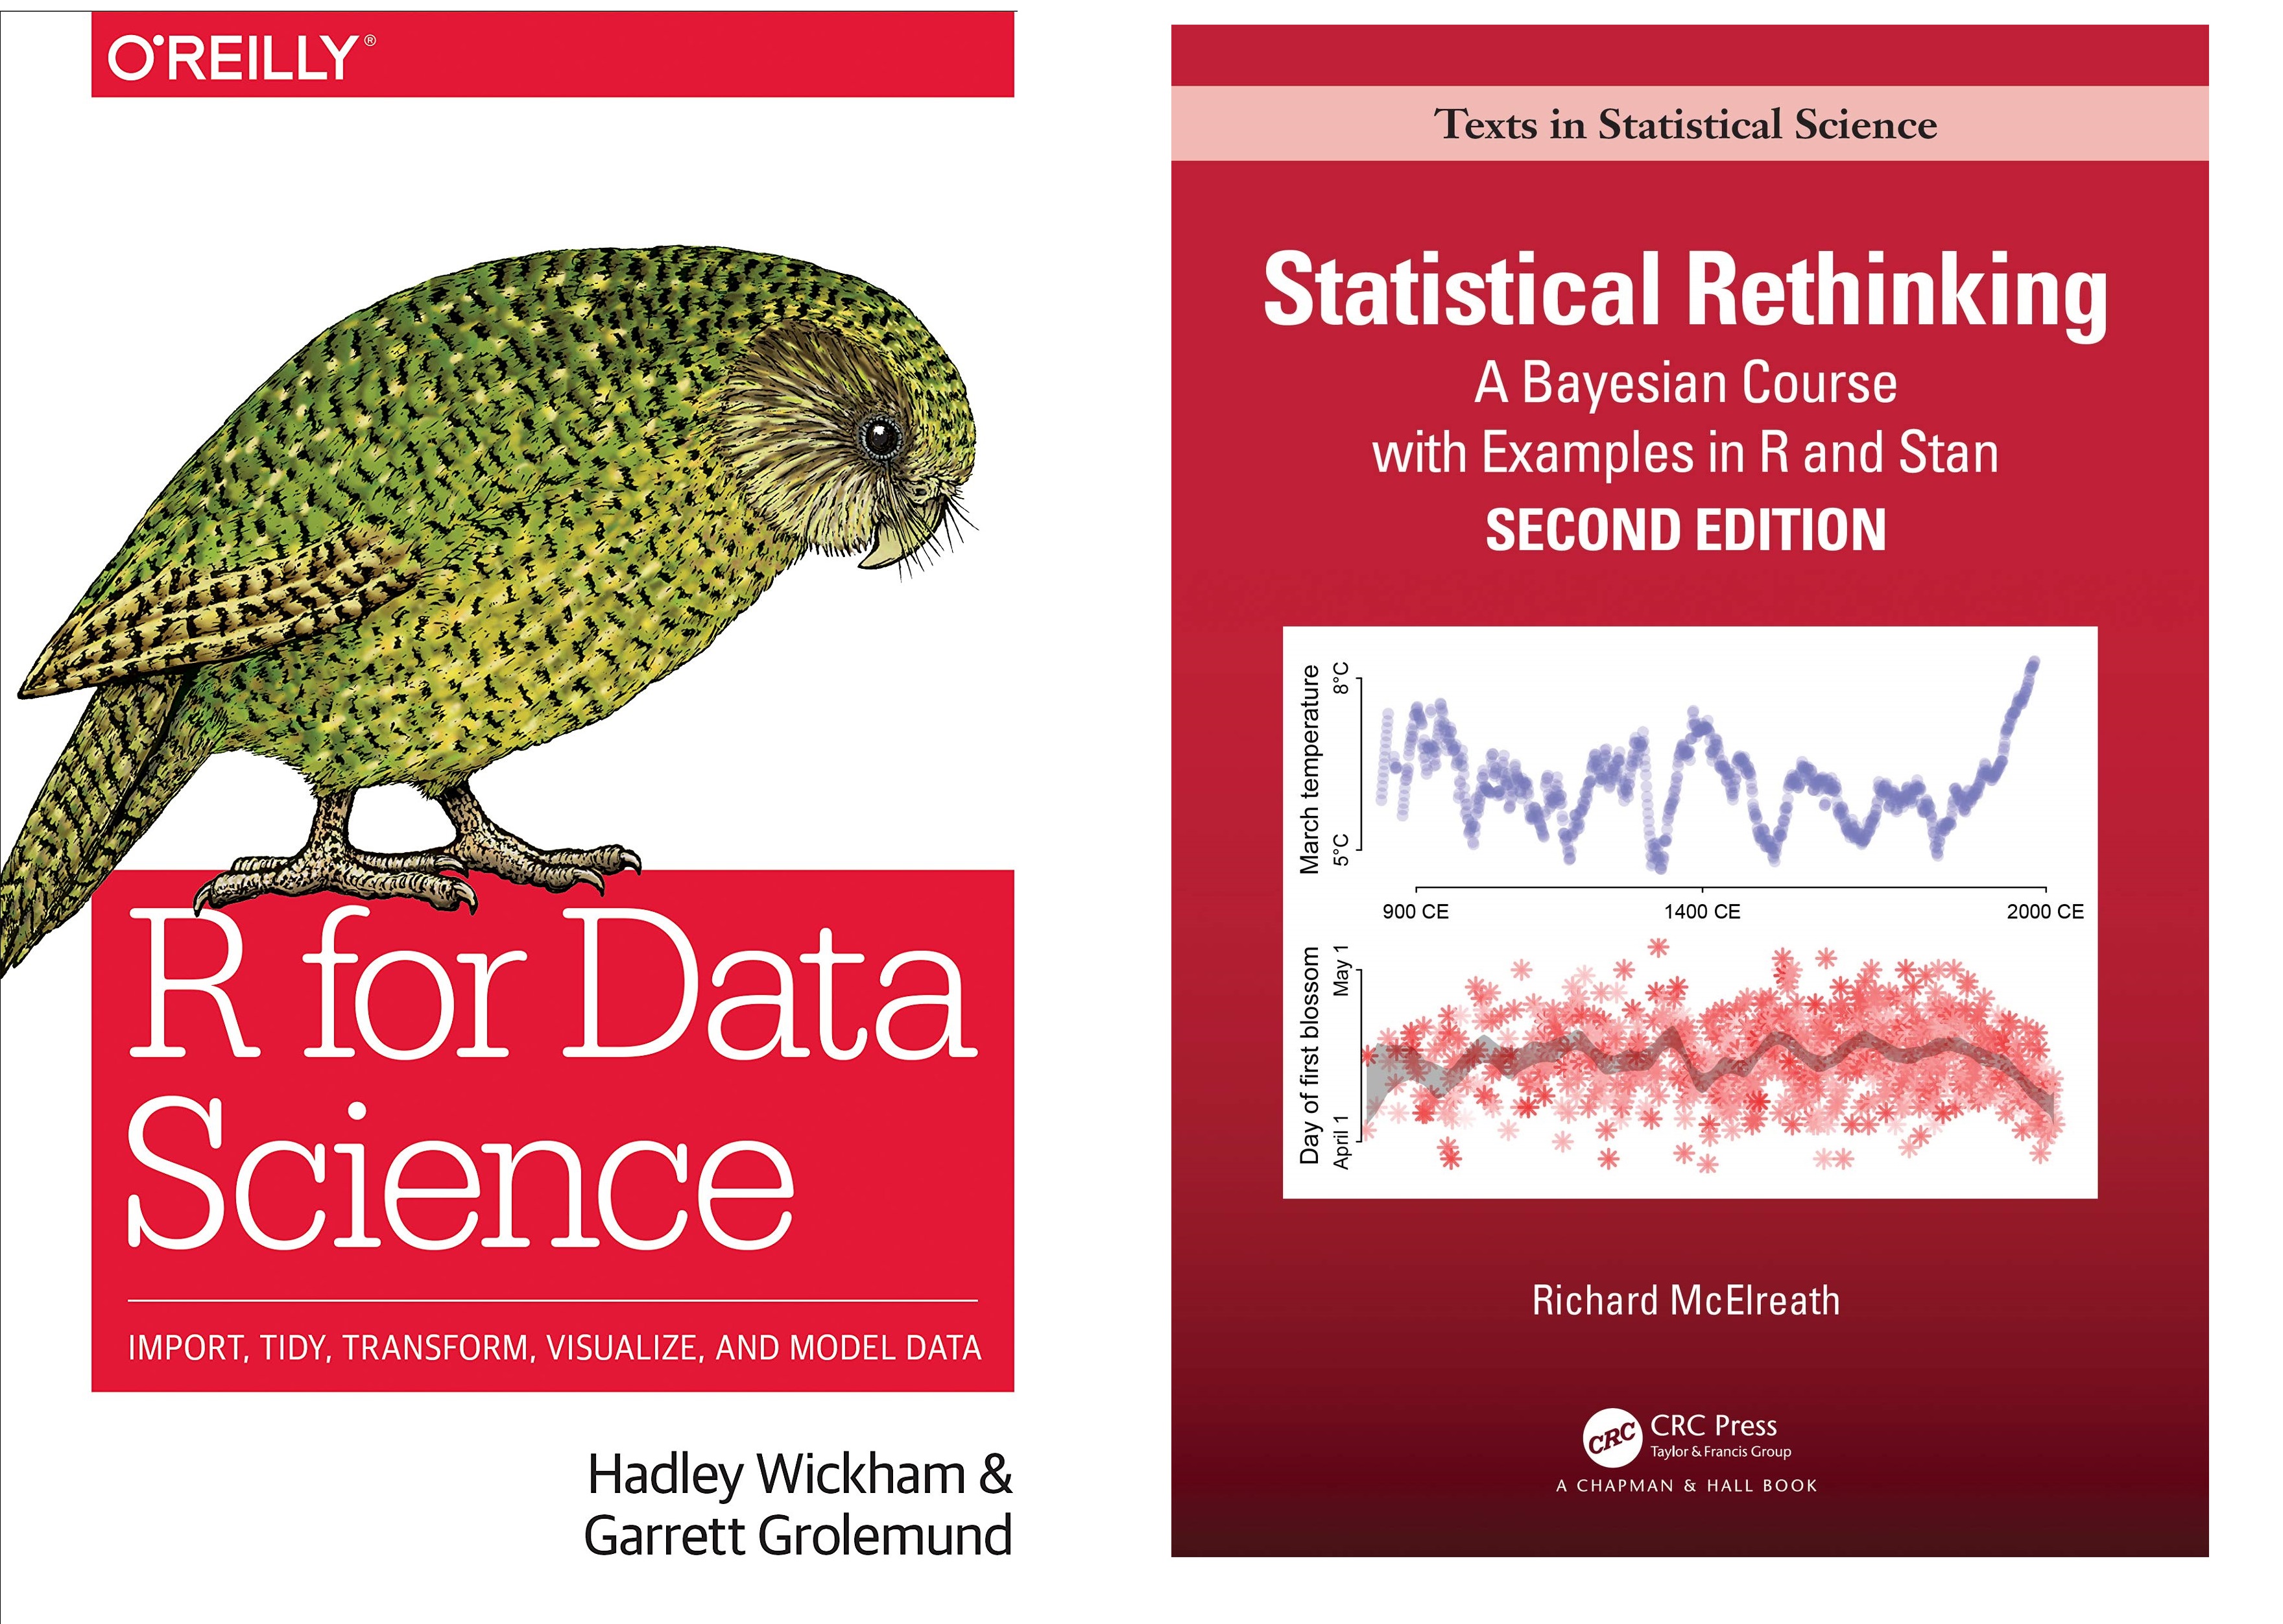 O'REILLY®
R for Data
Science
IMPORT, TIDY, TRANSFORM, VISUALIZE, AND MODEL DATA
Hadley Wickham &
Garrett Grolemund
Texts in Statistical Science
Statistical Rethinking
A Bayesian Course
with Examples in R and Stan
SECOND EDITION
March temperature
8°C
5°C
900 CE
1400 CE
2000 CE
Day of first blossom
May 1
April 1
Richard McElreath
CRC
CRC Press
Taylor & Francis Group
A CHAPMAN & HALL BOOK